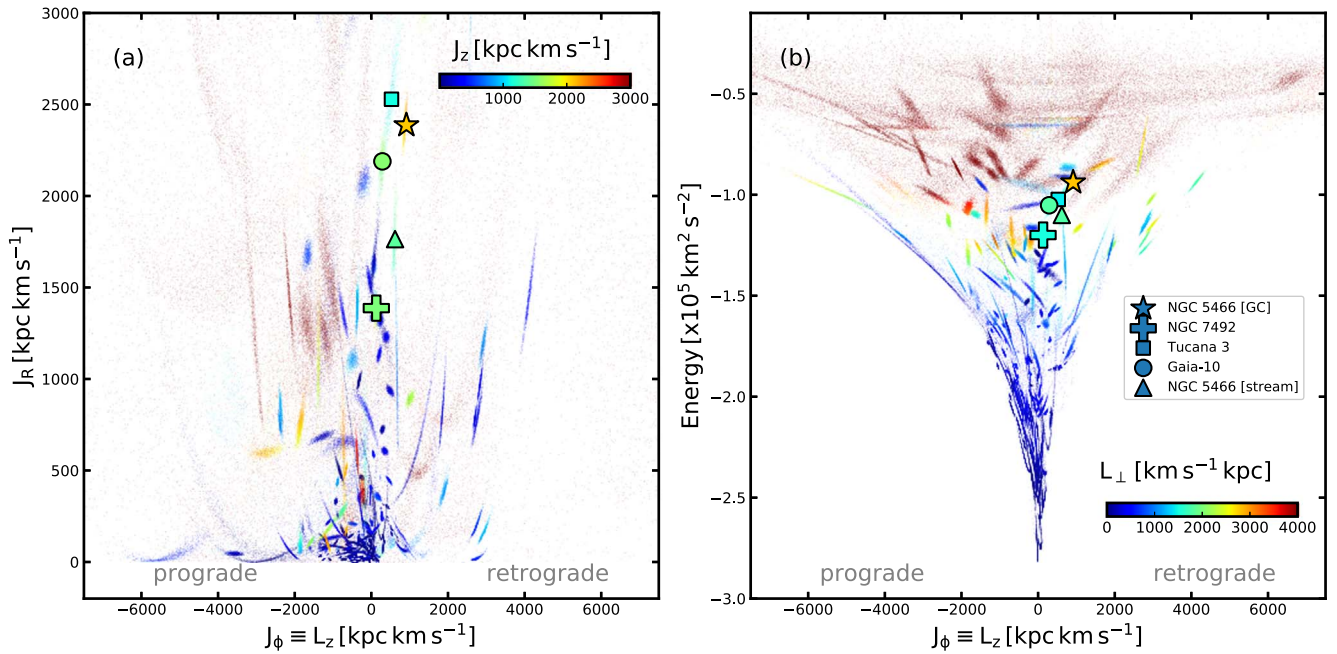 (a)
J_z [kpc km s⁻¹]
1000 2000 3000
3000
2500
2000
1500
1000
500
0
J_R [kpc km s⁻¹]
prograde
retrograde
−6000 −4000 −2000 0 2000 4000 6000
J_ϕ ≡ L_z [kpc km s⁻¹]
(b)
−0.5
−1.0
−1.5
−2.0
−2.5
−3.0
Energy [x10⁵ km² s⁻²]
NGC 5466 [GC]
NGC 7492
Tucana 3
Gaia-10
NGC 5466 [stream]
L_⊥ [km s⁻¹ kpc]
0 1000 2000 3000 4000
prograde
retrograde
−6000 −4000 −2000 0 2000 4000 6000
J_ϕ ≡ L_z [kpc km s⁻¹]